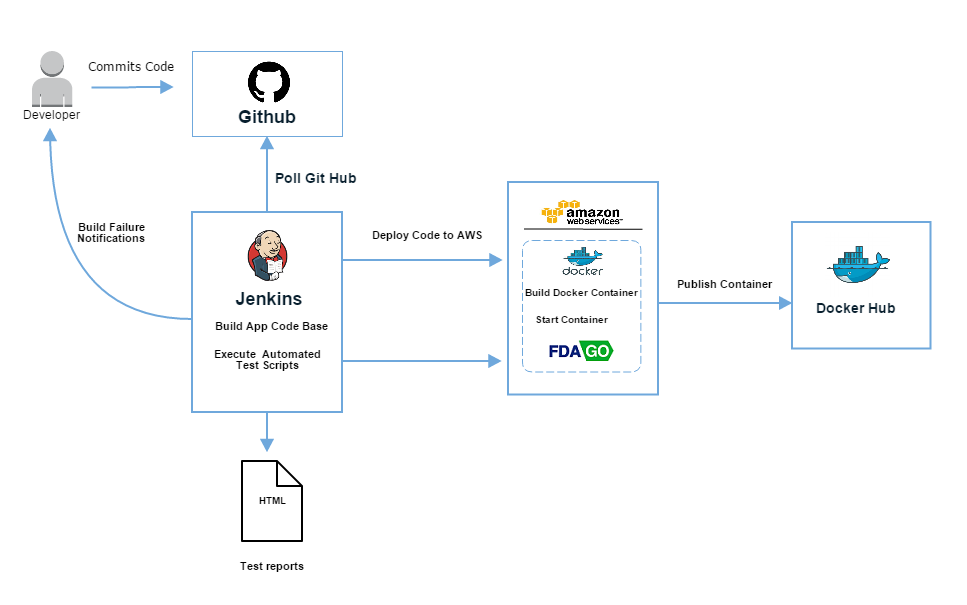 Commits Code
Developer
Github
Poll Git Hub
Build Failure
Notifications
Jenkins
Build App Code Base
Execute Automated
Test Scripts
Deploy Code to AWS
amazon
webservices™
docker
Build Docker Container
Start Container
FDA GO
Publish Container
Docker Hub
HTML
Test reports